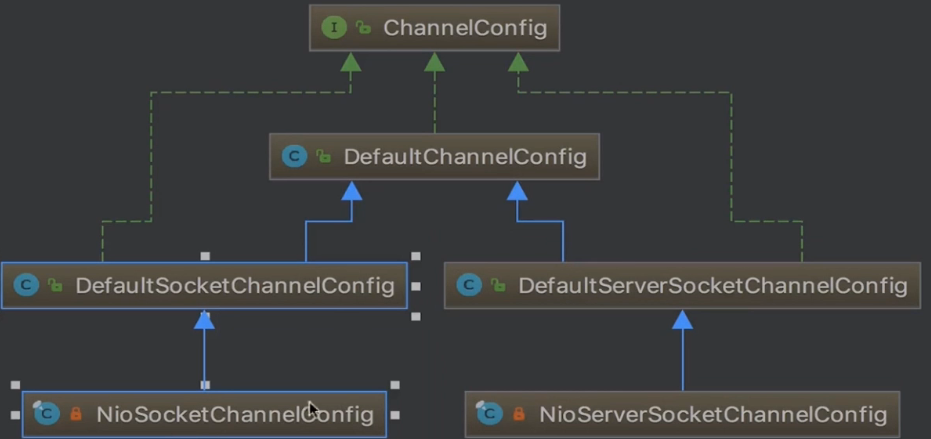 I ChannelConfig
C DefaultChannelConfig
C DefaultSocketChannelConfig
C DefaultServerSocketChannelConfig
C NioSocketChannelConfig
C NioServerSocketChannelConfig